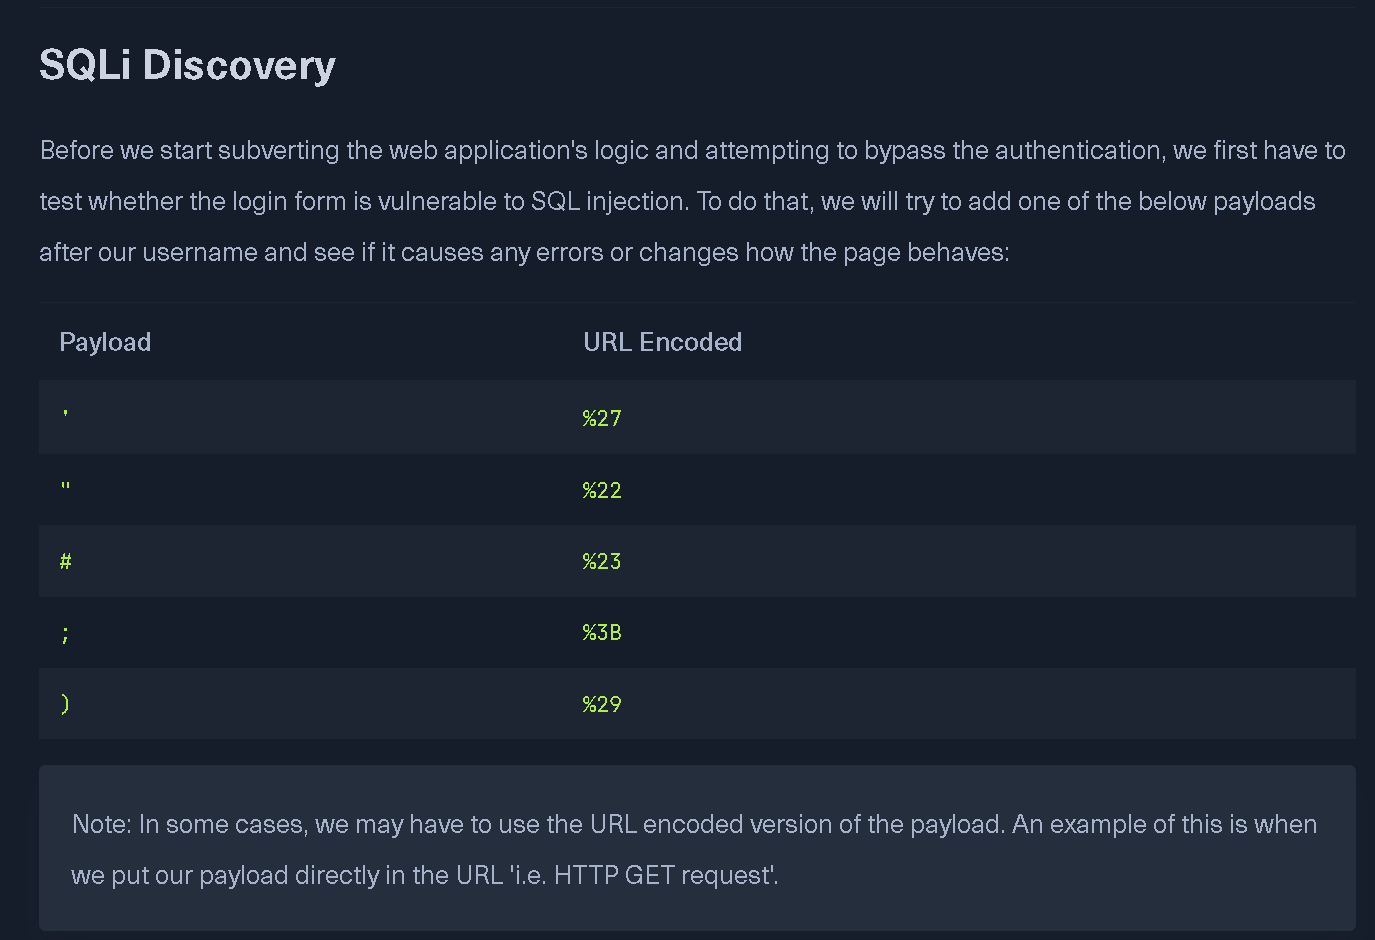 SQLi Discovery
Before we start subverting the web application's logic and attempting to bypass the authentication, we first have to
test whether the login form is vulnerable to SQL injection. To do that, we will try to add one of the below payloads
after our username and see if it causes any errors or changes how the page behaves:
Payload URL Encoded
' %27
" %22
# %23
; %3B
) %29
Note: In some cases, we may have to use the URL encoded version of the payload. An example of this is when
we put our payload directly in the URL 'i.e. HTTP GET request'.